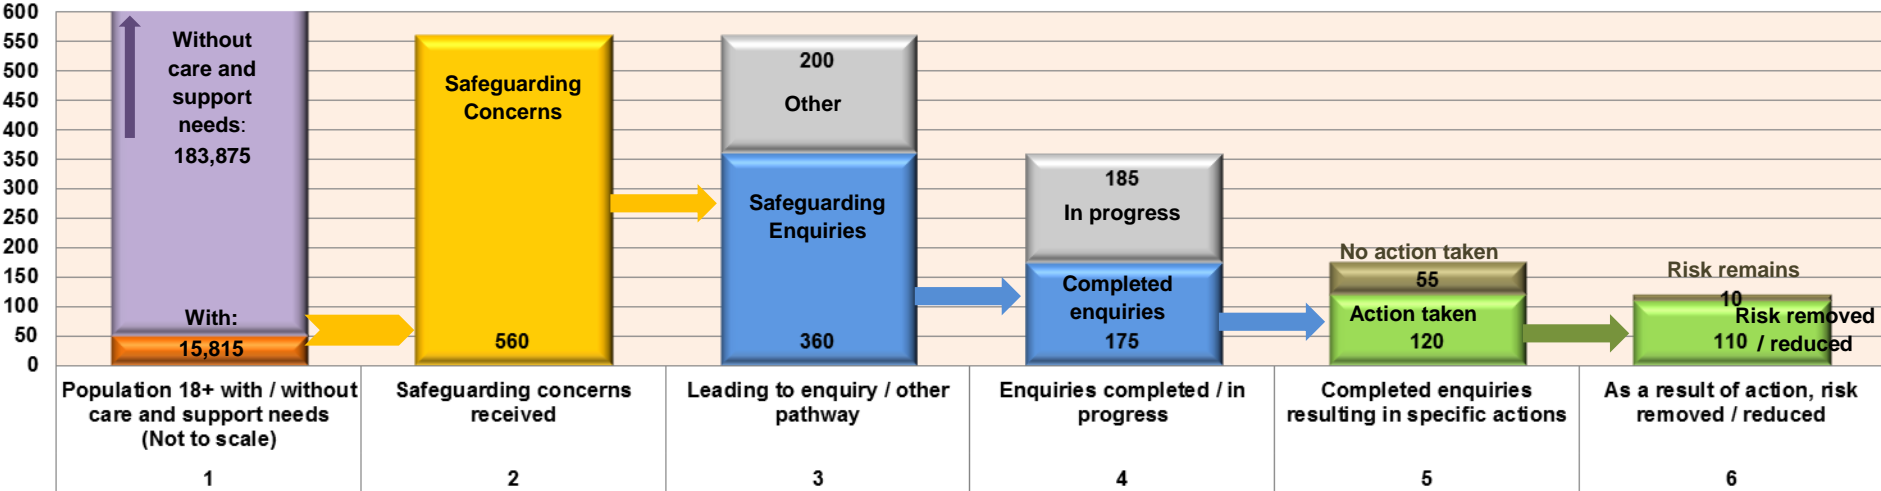 600
550
500
450
400
350
300
250
200
150
100
50
0
Without
care and
support
needs:
183,875
With:
15,815
Safeguarding
Concerns
560
200
Other
Safeguarding
Enquiries
360
185
In progress
Completed
enquiries
175
No action taken
55
Action taken
120
Risk remains
10
Risk removed
110 / reduced
Population 18+ with / without
care and support needs
(Not to scale)
1
Safeguarding concerns
received
2
Leading to enquiry / other
pathway
3
Enquiries completed / in
progress
4
Completed enquiries
resulting in specific actions
5
As a result of action, risk
removed / reduced
6